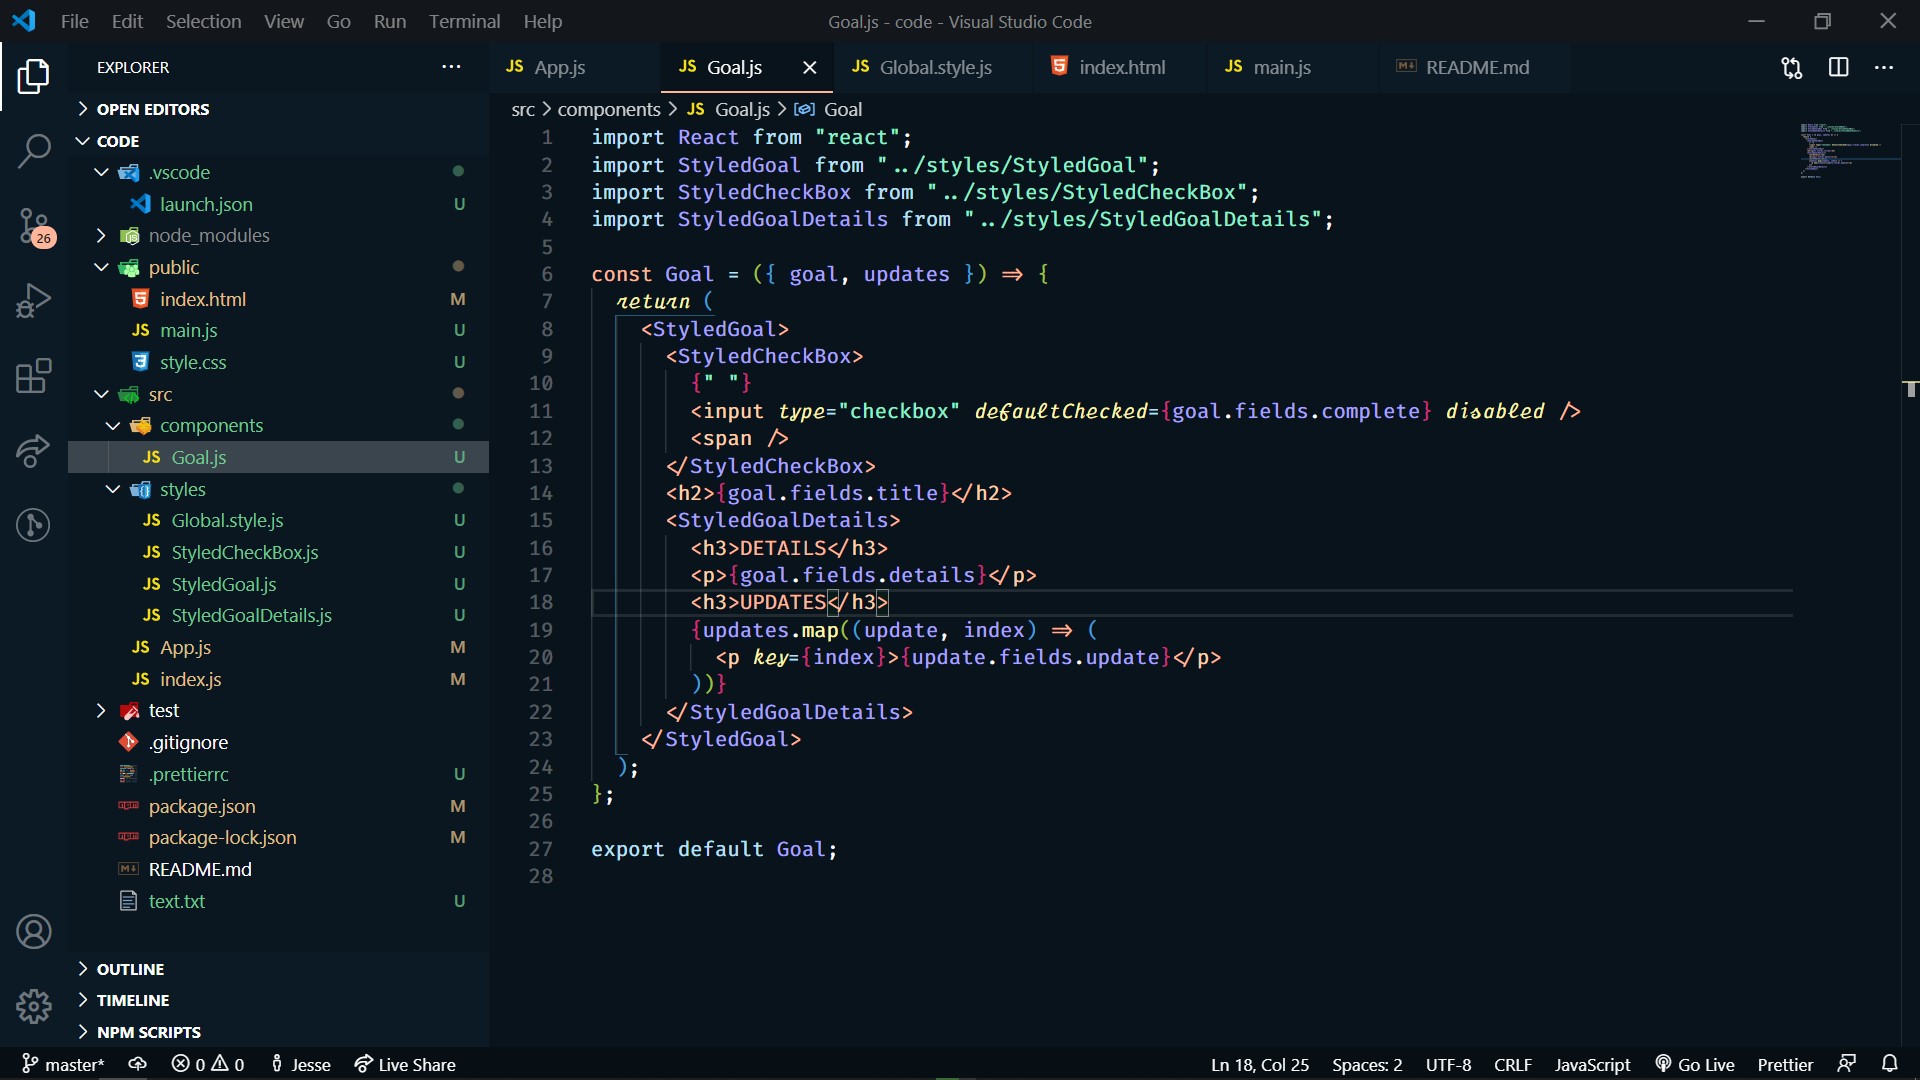 File Edit Selection View Go Run Terminal Help
Goal.js - code - Visual Studio Code
EXPLORER
OPEN EDITORS
CODE
.vscode
launch.json U
node_modules
public
index.html M
main.js U
style.css U
src
components
Goal.js U
styles
Global.style.js U
StyledCheckBox.js U
StyledGoal.js U
StyledGoalDetails.js U
App.js M
index.js M
test
.gitignore
.prettierrc U
package.json M
package-lock.json M
README.md
text.txt U
OUTLINE
TIMELINE
NPM SCRIPTS
26
JS App.js JS Goal.js JS Global.style.js index.html JS main.js README.md
src > components > JS Goal.js > Goal
1 import React from "react";
2 import StyledGoal from "../styles/StyledGoal";
3 import StyledCheckBox from "../styles/StyledCheckBox";
4 import StyledGoalDetails from "../styles/StyledGoalDetails";
5
6 const Goal = ({ goal, updates }) => {
7 return (
8 <StyledGoal>
9 <StyledCheckBox>
10 {" "}
11 <input type="checkbox" defaultChecked={goal.fields.complete} disabled />
12 <span />
13 </StyledCheckBox>
14 <h2>{goal.fields.title}</h2>
15 <StyledGoalDetails>
16 <h3>DETAILS</h3>
17 <p>{goal.fields.details}</p>
18 <h3>UPDATES</h3>
19 {updates.map((update, index) => (
20 <p key={index}>{update.fields.update}</p>
21 ))}
22 </StyledGoalDetails>
23 </StyledGoal>
24 );
25 };
26
27 export default Goal;
28
master* 0 0 Jesse Live Share Ln 18, Col 25 Spaces: 2 UTF-8 CRLF JavaScript Go Live Prettier